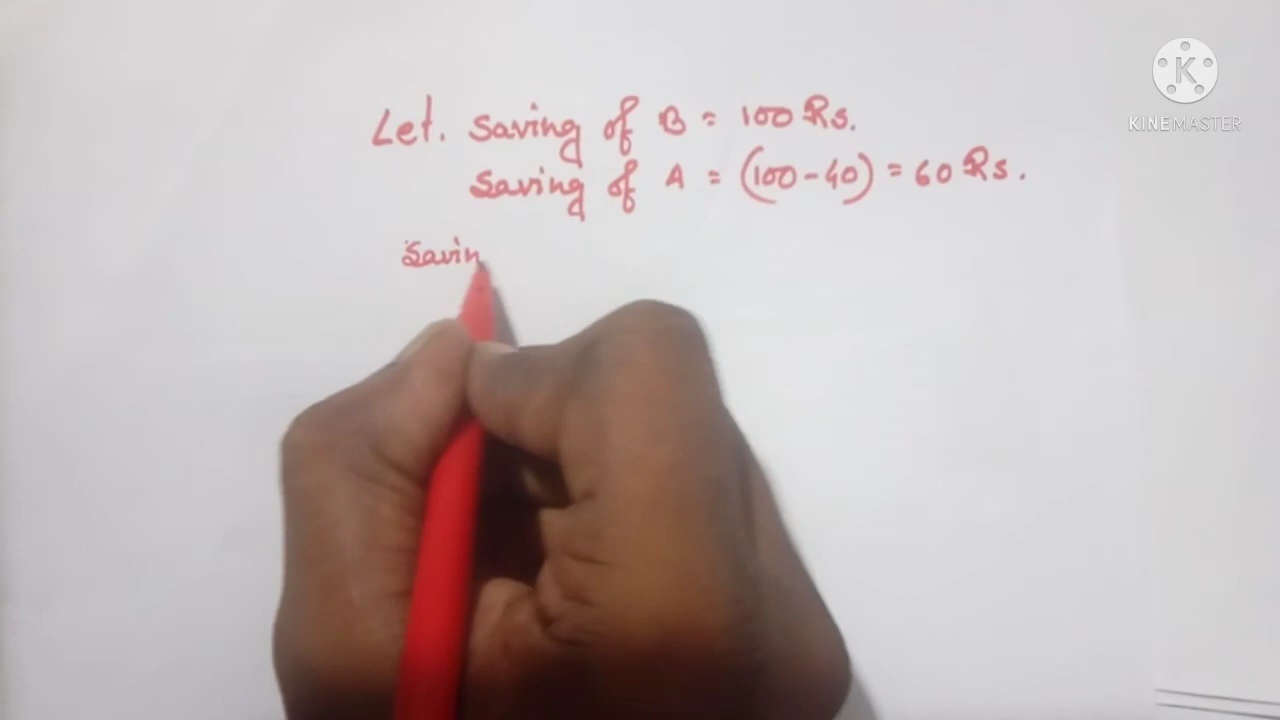 Let. Saving of B = 100 Rs.
Saving of A = (100 - 40) = 60 Rs.
Savin
K
KINEMASTER